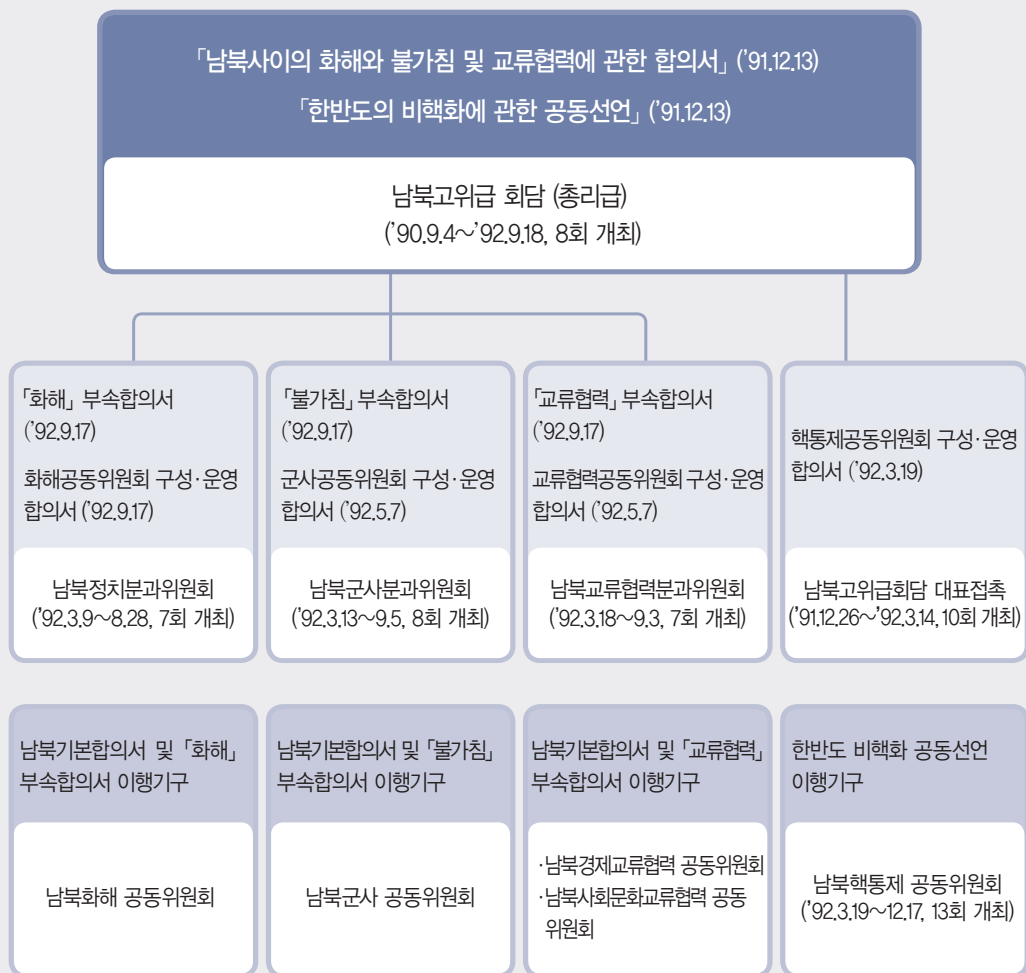 「남북사이의 화해와 불가침 및 교류협력에 관한 합의서」 ('91.12.13)
「한반도의 비핵화에 관한 공동선언」 ('91.12.13)
남북고위급 회담 (총리급)
('90.9.4~'92.9.18, 8회 개최)
「화해」 부속합의서
('92.9.17)
화해공동위원회 구성·운영
합의서 ('92.9.17)
남북정치분과위원회
('92.3.9~8.28, 7회 개최)
「불가침」 부속합의서
('92.9.17)
군사공동위원회 구성·운영
합의서 ('92.5.7)
남북군사분과위원회
('92.3.13~9.5, 8회 개최)
「교류협력」 부속합의서
('92.9.17)
교류협력공동위원회 구성·운영
합의서 ('92.5.7)
남북교류협력분과위원회
('92.3.18~9.3, 7회 개최)
핵통제공동위원회 구성·운영
합의서 ('92.3.19)
남북고위급회담 대표접촉
('91.12.26~'92.3.14, 10회 개최)
남북기본합의서 및 「화해」
부속합의서 이행기구
남북화해 공동위원회
남북기본합의서 및 「불가침」
부속합의서 이행기구
남북군사 공동위원회
남북기본합의서 및 「교류협력」
부속합의서 이행기구
·남북경제교류협력 공동위원회
·남북사회문화교류협력 공동
위원회
한반도 비핵화 공동선언
이행기구
남북핵통제 공동위원회
('92.3.19~12.17, 13회 개최)